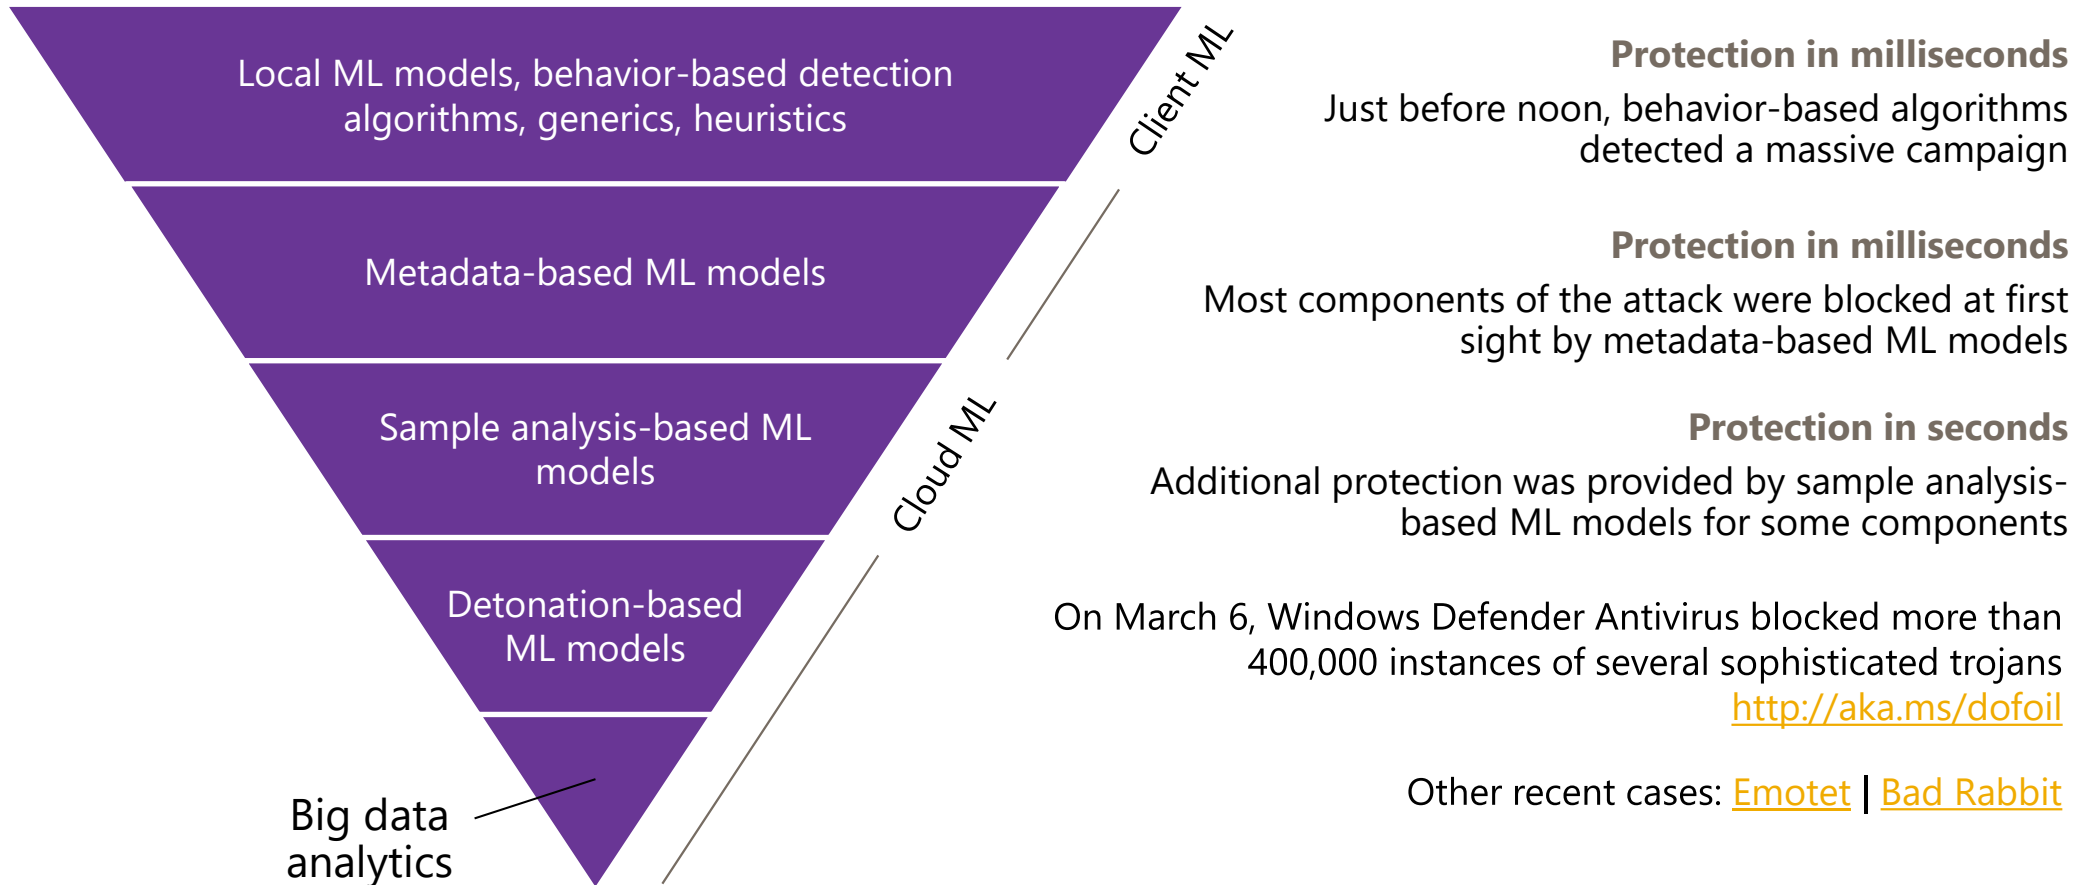 Local ML models, behavior-based detection
algorithms, generics, heuristics
Client ML
Protection in milliseconds
Just before noon, behavior-based algorithms
detected a massive campaign
Metadata-based ML models
Protection in milliseconds
Most components of the attack were blocked at first
sight by metadata-based ML models
Sample analysis-based ML
models
Cloud ML
Protection in seconds
Additional protection was provided by sample analysis-
based ML models for some components
Detonation-based
ML models
On March 6, Windows Defender Antivirus blocked more than
400,000 instances of several sophisticated trojans
http://aka.ms/dofoil
Big data
analytics
Other recent cases: Emotet | Bad Rabbit